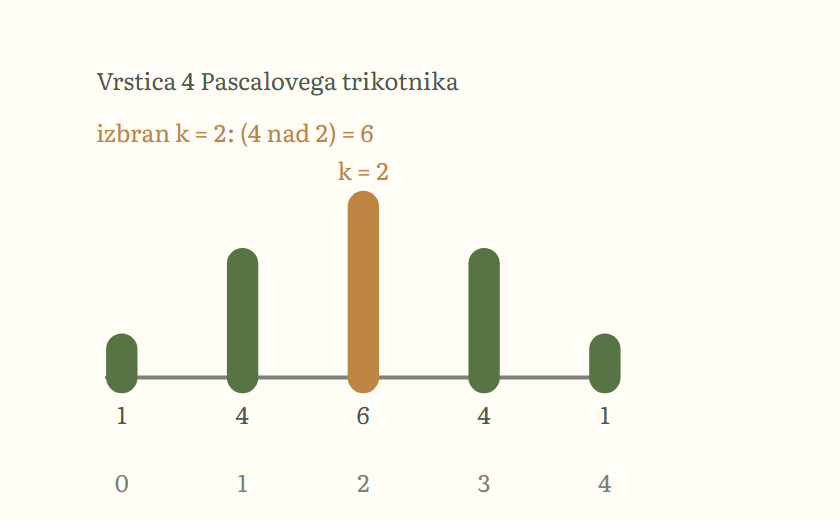 Vrstica 4 Pascalovega trikotnika
izbran k = 2: (4 nad 2) = 6
k = 2
1 4 6 4 1
0 1 2 3 4